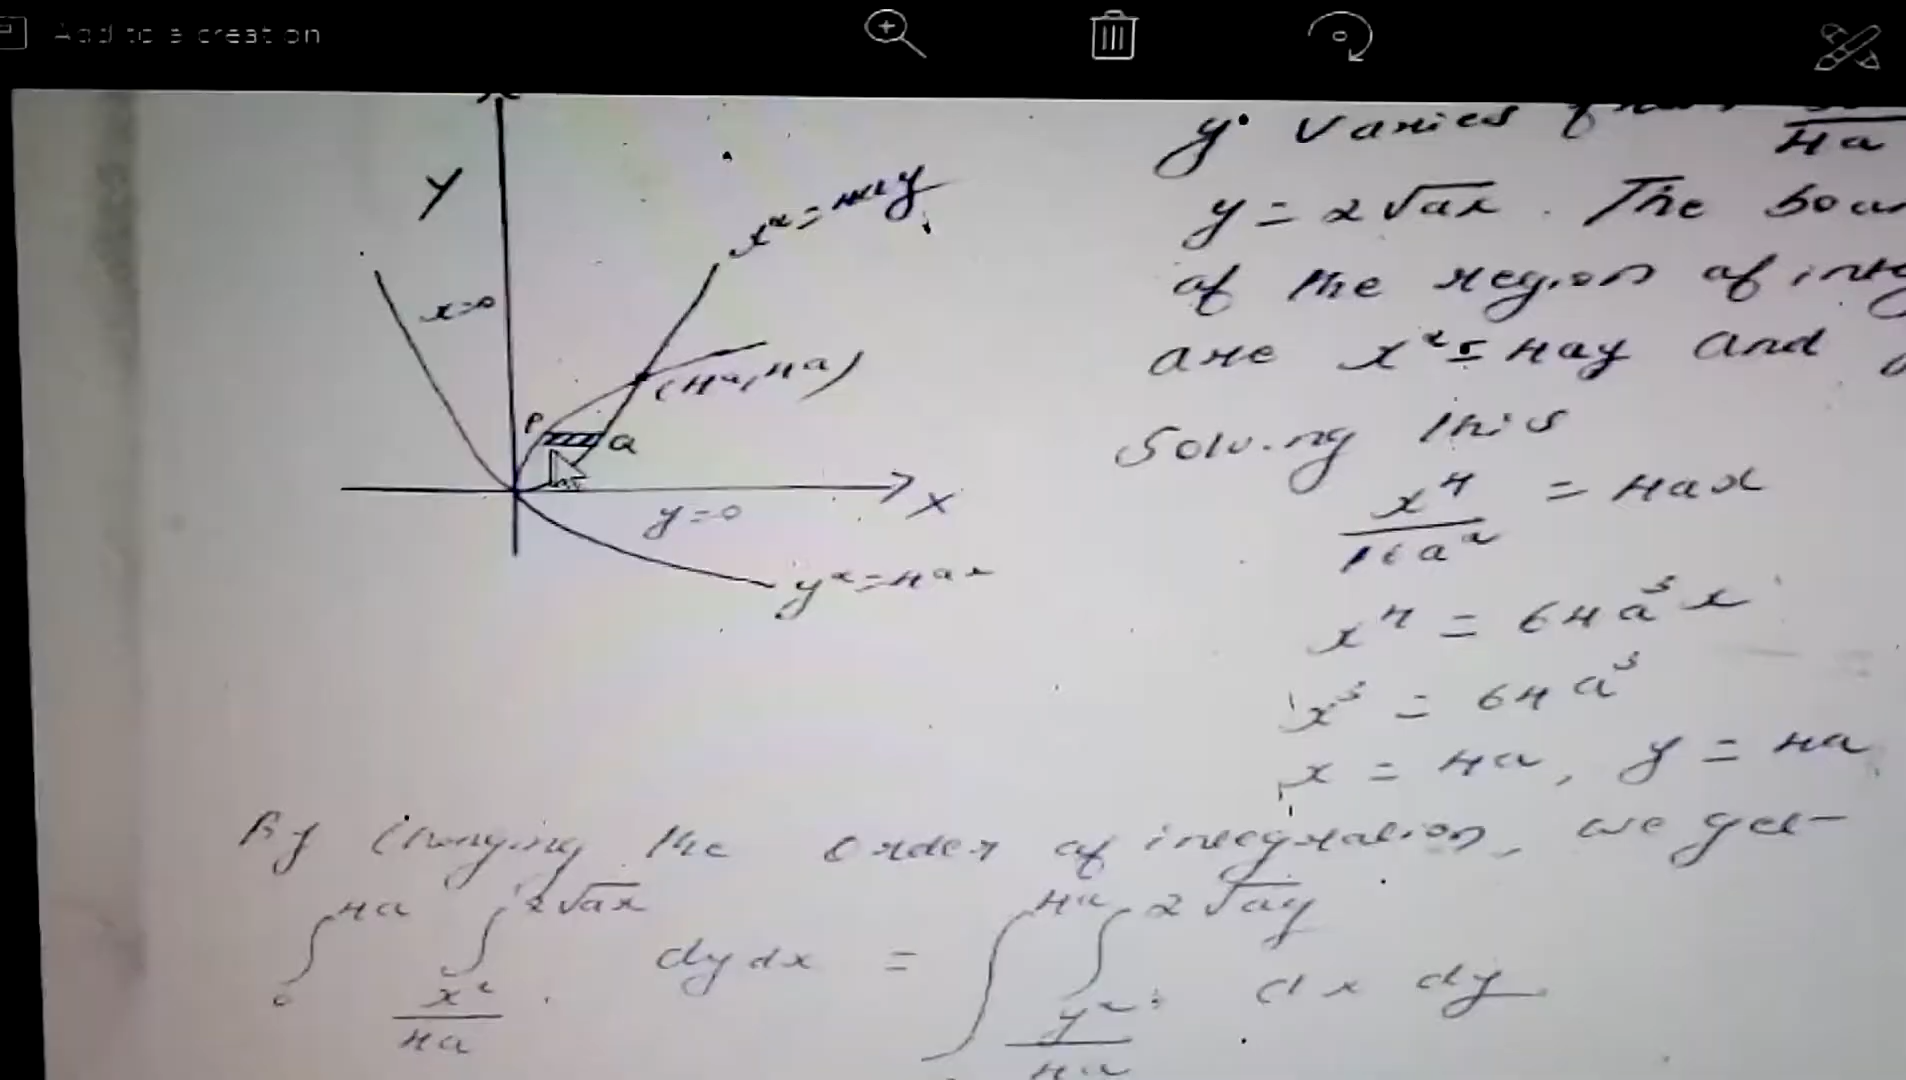 Add to a creation
Y
x=0
x²=4ay
(4a,4a)
P
Q
X
y=0
y²=4ax
y varies from
4a
y = 2√ax. The
of the region of
are x²=4ay and
Solving this
x⁴/16a² = 4ax
x⁴ = 64a³x
x³ = 64a³
x = 4a, y = 4a
By Changing the order of integration, we get
∫₀^4a ∫_{x²/4a}^{2√ax} dy dx = ∫^4a ∫_{y²/4a}^{2√ay} dx dy